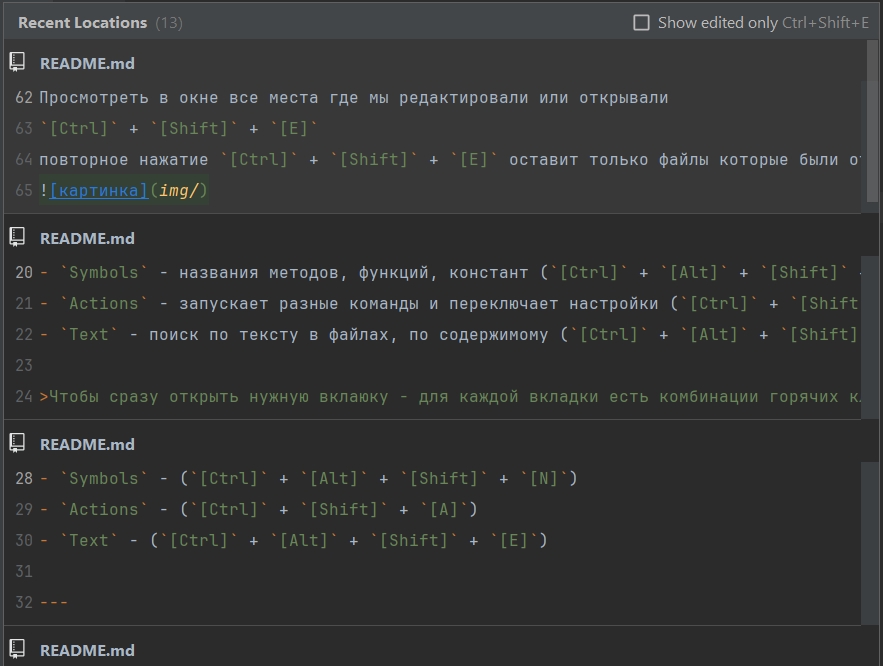 Recent Locations (13) Show edited only Ctrl+Shift+E
README.md
62 Просмотреть в окне все места где мы редактировали или открывали
63 `[Ctrl]` + `[Shift]` + `[E]`
64 повторное нажатие `[Ctrl]` + `[Shift]` + `[E]` оставит только файлы которые были
65 ![картинка](img/)
README.md
20 - `Symbols` - названия методов, функций, констант (`[Ctrl]` + `[Alt]` + `[Shift]`
21 - `Actions` - запускает разные команды и переключает настройки (`[Ctrl]` + `[Shift
22 - `Text` - поиск по тексту в файлах, по содержимому (`[Ctrl]` + `[Alt]` + `[Shift]
23
24 >Чтобы сразу открыть нужную вклаюку - для каждой вкладки есть комбинации горячих
README.md
28 - `Symbols` - (`[Ctrl]` + `[Alt]` + `[Shift]` + `[N]`)
29 - `Actions` - (`[Ctrl]` + `[Shift]` + `[A]`)
30 - `Text` - (`[Ctrl]` + `[Alt]` + `[Shift]` + `[E]`)
31
32 ---
README.md